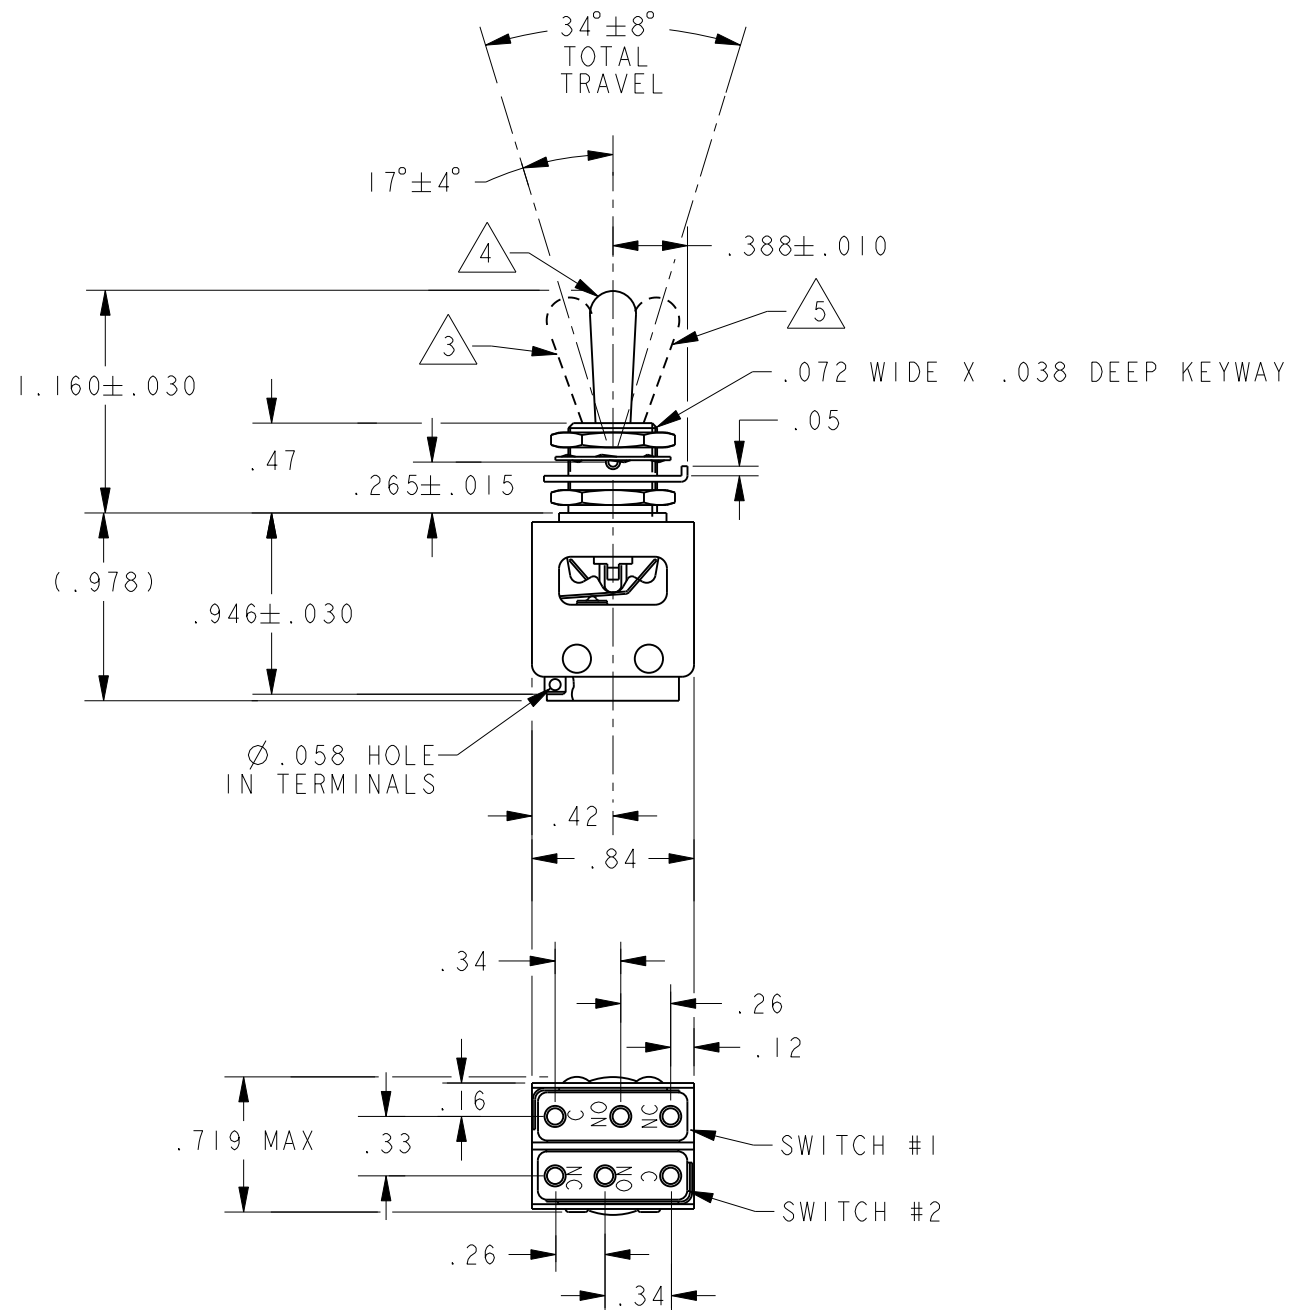 34°±8°
TOTAL
TRAVEL
17°±4°
4
.388±.010
5
3
1.160±.030
.072 WIDE X .038 DEEP KEYWAY
.05
.47
.265±.015
(.978)
.946±.030
Ø.058 HOLE
IN TERMINALS
.42
.84
.34
.26
.12
.16
C NO NC
.719 MAX
.33
SWITCH #1
NC NO C
SWITCH #2
.26
.34